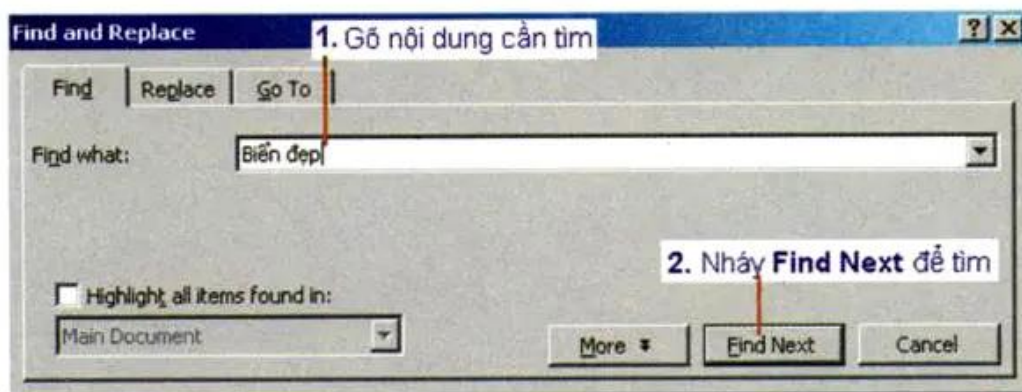 Find and Replace
1. Gõ nội dung cần tìm
? ×
Find Replace Go To
Find what: Biển đẹp
2. Nháy Find Next để tìm
Highlight all items found in:
Main Document
More Find Next Cancel